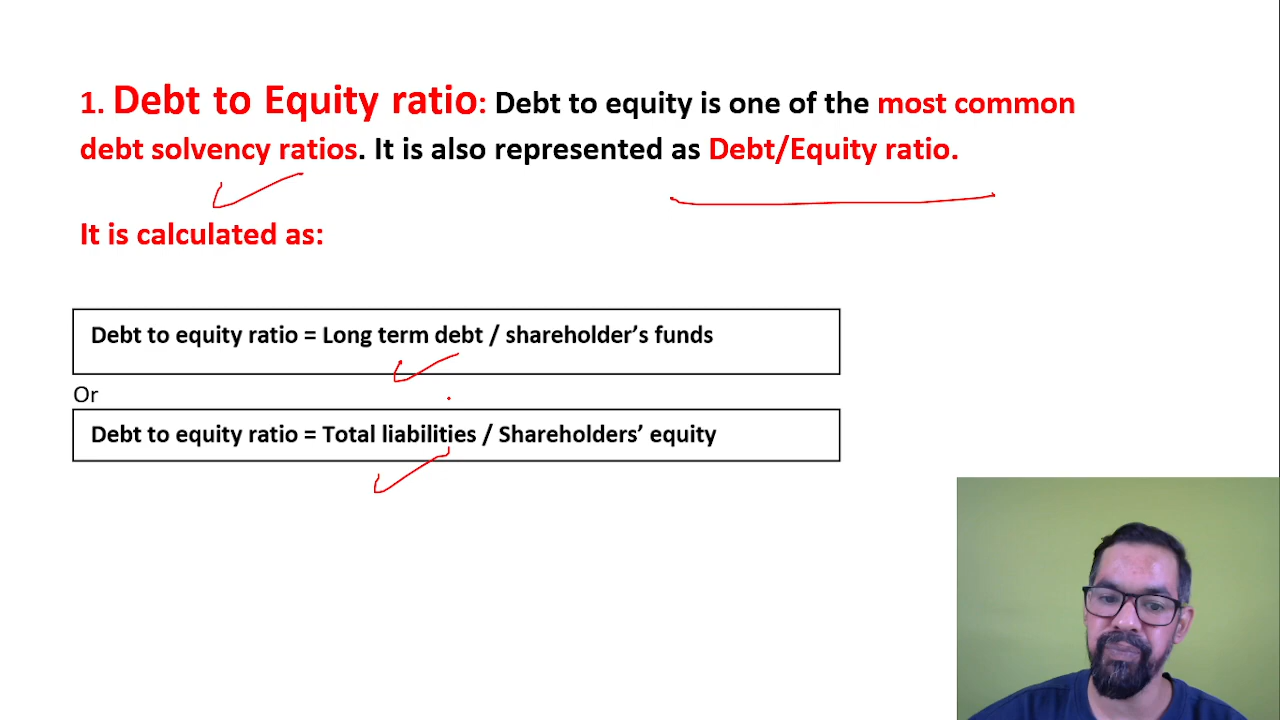 1. Debt to Equity ratio: Debt to equity is one of the most common
debt solvency ratios. It is also represented as Debt/Equity ratio.
It is calculated as:
Debt to equity ratio = Long term debt / shareholder’s funds
Or
Debt to equity ratio = Total liabilities / Shareholders’ equity